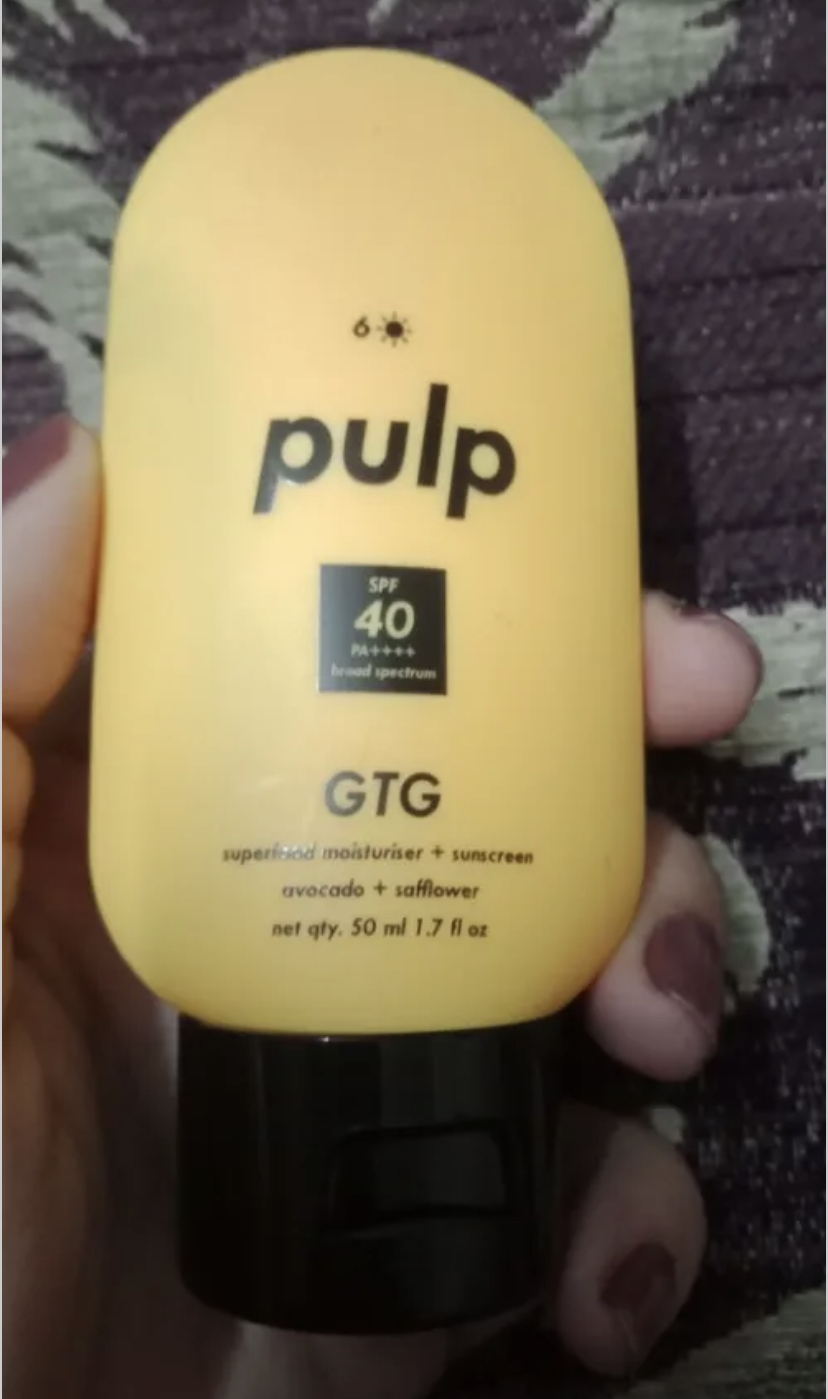 6
pulp
SPF
40
PA++++
broad spectrum
GTG
superfood moisturiser + sunscreen
avocado + safflower
net qty. 50 ml 1.7 fl oz